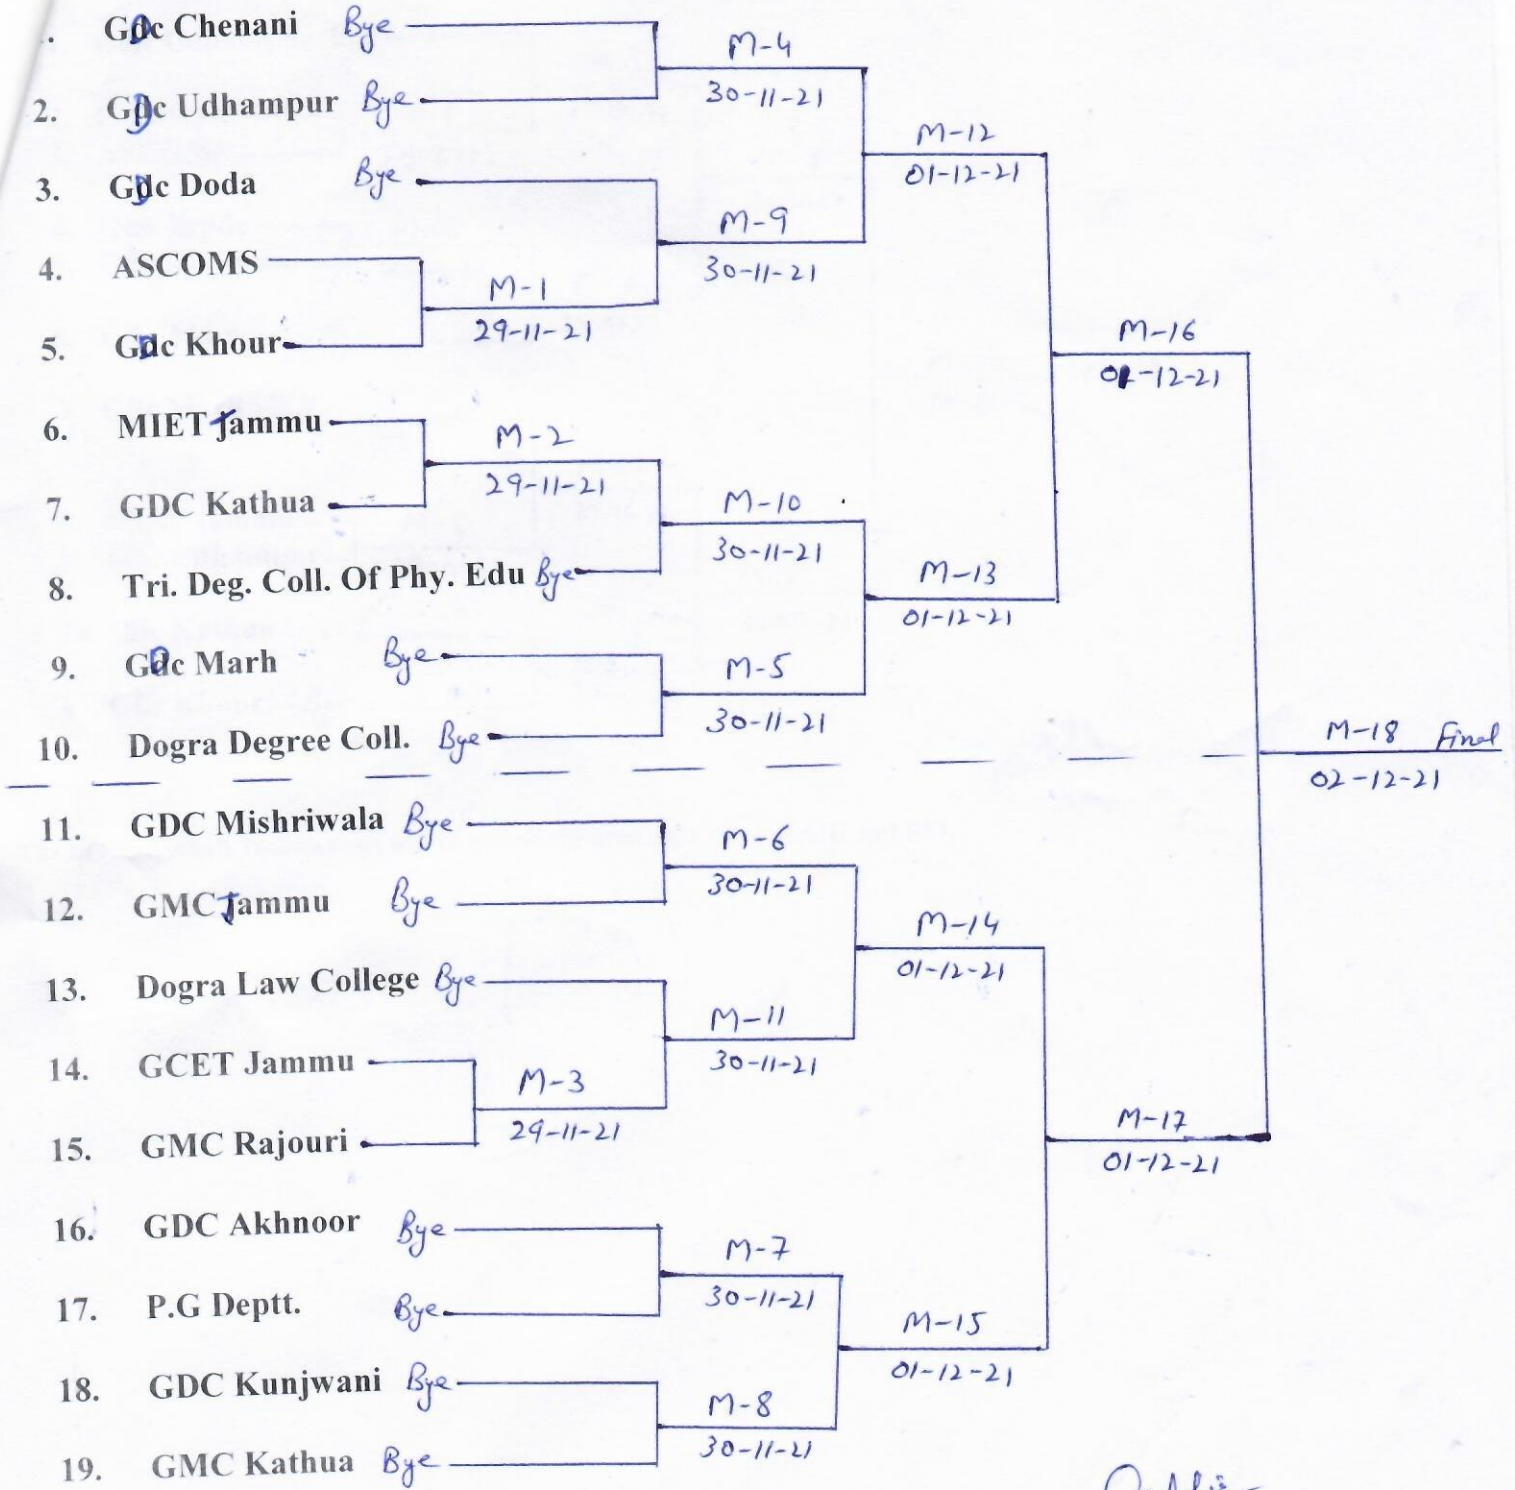 . GDc Chenani Bye
M-4
30-11-21
2. GDc Udhampur Bye
M-12
01-12-21
3. GDc Doda Bye
M-9
30-11-21
4. ASCOMS
M-1
29-11-21
5. GDc Khour
M-16
-12-21
6. MIET Jammu
M-2
29-11-21
7. GDC Kathua
M-10
30-11-21
8. Tri. Deg. Coll. Of Phy. Edu Bye
M-13
01-12-21
9. GDc Marh Bye
M-5
30-11-21
10. Dogra Degree Coll. Bye
M-18 Final
02-12-21
11. GDC Mishriwala Bye
M-6
30-11-21
12. GMC Jammu Bye
M-14
01-12-21
13. Dogra Law College Bye
M-11
30-11-21
14. GCET Jammu
M-3
29-11-21
15. GMC Rajouri
M-17
01-12-21
16. GDC Akhnoor Bye
M-7
30-11-21
17. P.G Deptt. Bye
M-15
01-12-21
18. GDC Kunjwani Bye
M-8
30-11-21
19. GMC Kathua Bye